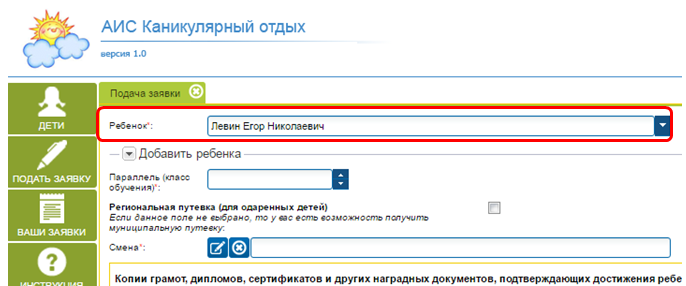 АИС Каникулярный отдых
версия 1.0
Подача заявки
ДЕТИ
Ребенок*: Левин Егор Николаевич
Добавить ребенка
ПОДАТЬ ЗАЯВКУ
Параллель (класс
обучения)*:
Региональная путевка (для одаренных детей)
Если данное поле не выбрано, то у вас есть возможность получить
муниципальную путевку:
ВАШИ ЗАЯВКИ
Смена*:
Копии грамот, дипломов, сертификатов и других наградных документов, подтверждающих достижения ребе
ИНСТРУКЦИЯ